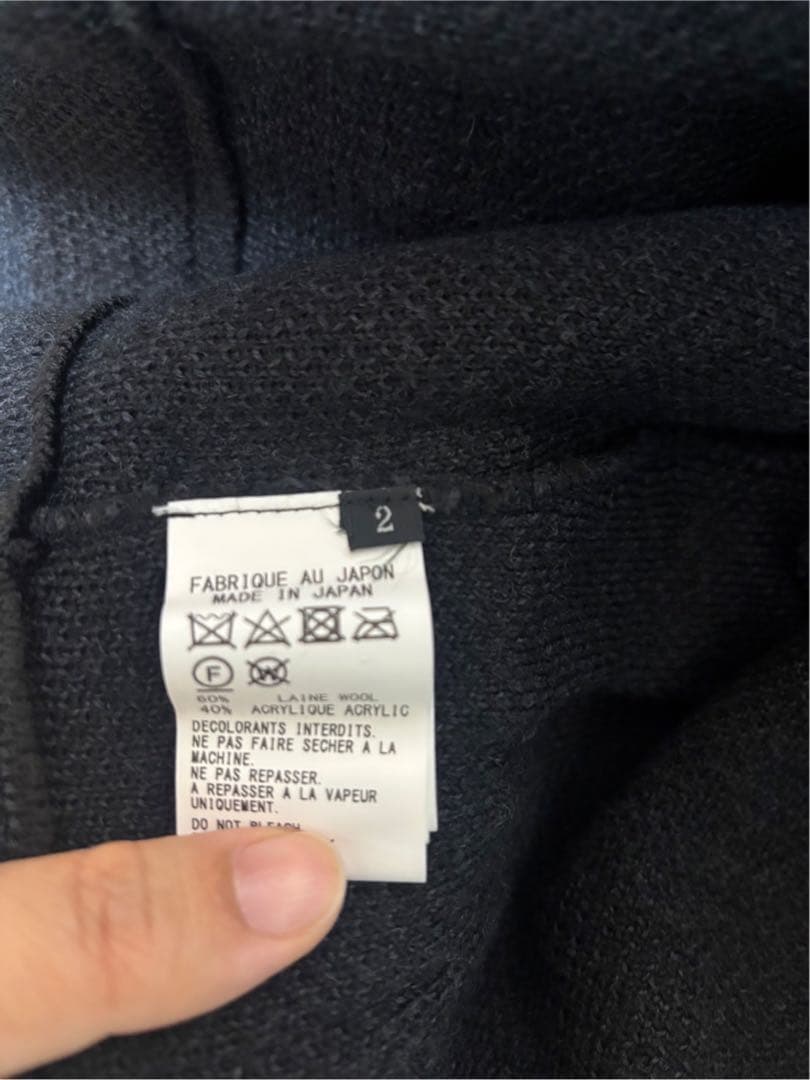 2
FABRIQUE AU JAPON
MADE IN JAPAN
F W
60% LAINE WOOL
40% ACRYLIQUE ACRYLIC
DECOLORANTS INTERDITS.
NE PAS FAIRE SECHER A LA
MACHINE.
NE PAS REPASSER.
A REPASSER A LA VAPEUR
UNIQUEMENT.
DO NOT BLEACH